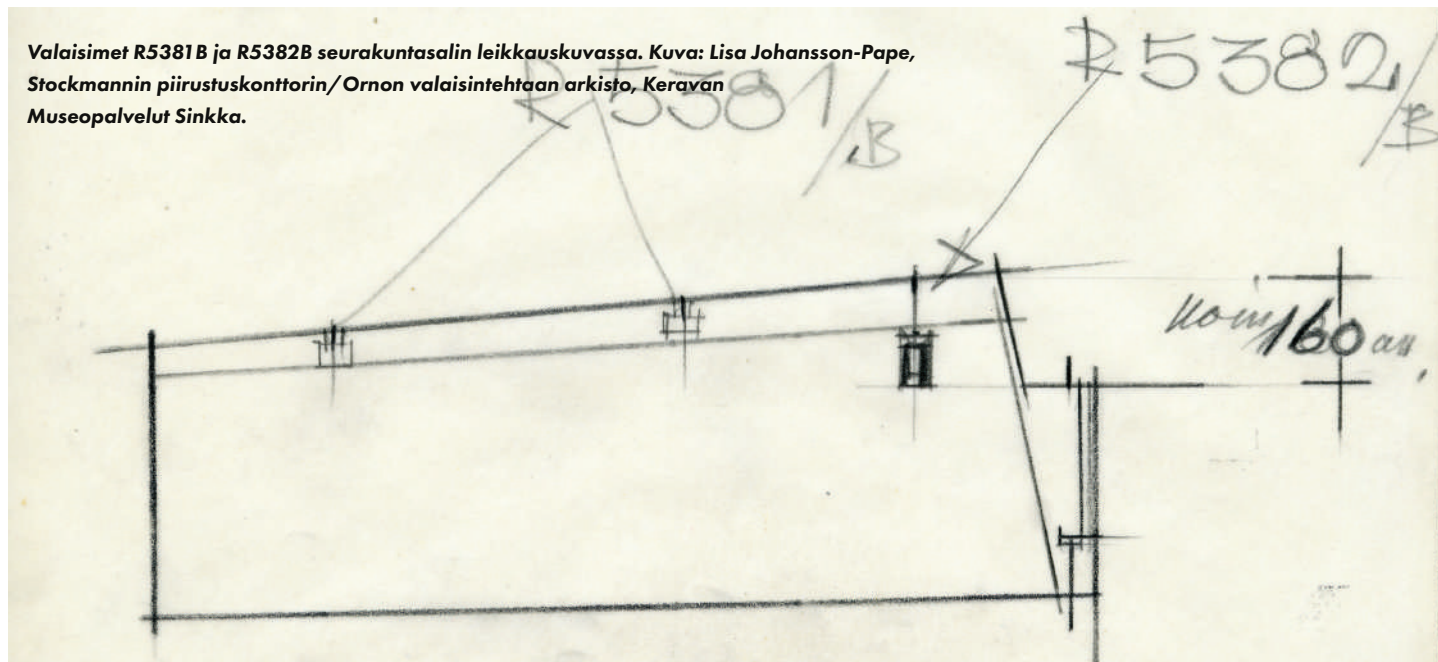 Valaisimet R5381B ja R5382B seurakuntasalin leikkauskuvassa. Kuva: Lisa Johansson-Pape,
Stockmannin piirustuskonttorin/Ornon valaisintehtaan arkisto, Keravan
Museopalvelut Sinkka.
R5381/B
R5382/B
160